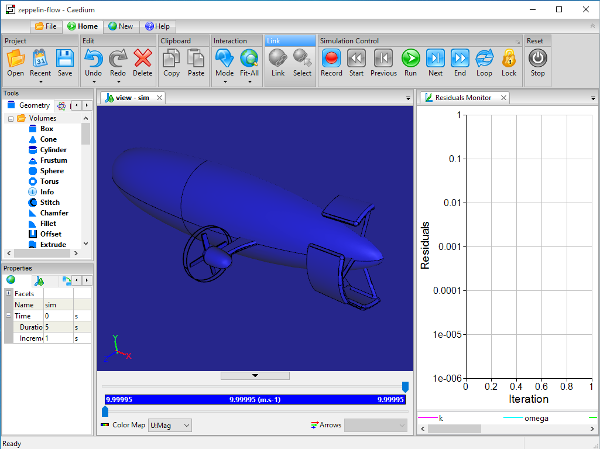 reppelin-flow - Caedium
File Home New Help
Project Edit Clipboard Interaction Link Simulation Control Reset
Open Recent Save Undo Redo Delete Copy Paste Mode Fit-All Link Select Record Start Previous Run Next End Loop Lock Stop
Tools
Geometry
Volumes
Box
Cone
Cylinder
Frustum
Sphere
Torus
Info
Stitch
Chamfer
Fillet
Offset
Extrude
Properties
Facets
Name sim
Time 0 s
Duratio 5 s
Increme 1 s
view - sim
Y
X
9.99995 9.99995 (m.s-1) 9.99995
Color Map U:Mag Arrows
Residuals Monitor
1
0.1
0.01
0.001
0.0001
1e-005
1e-006
Residuals
0 0.2 0.4 0.6 0.8 1
Iteration
k omega
Ready